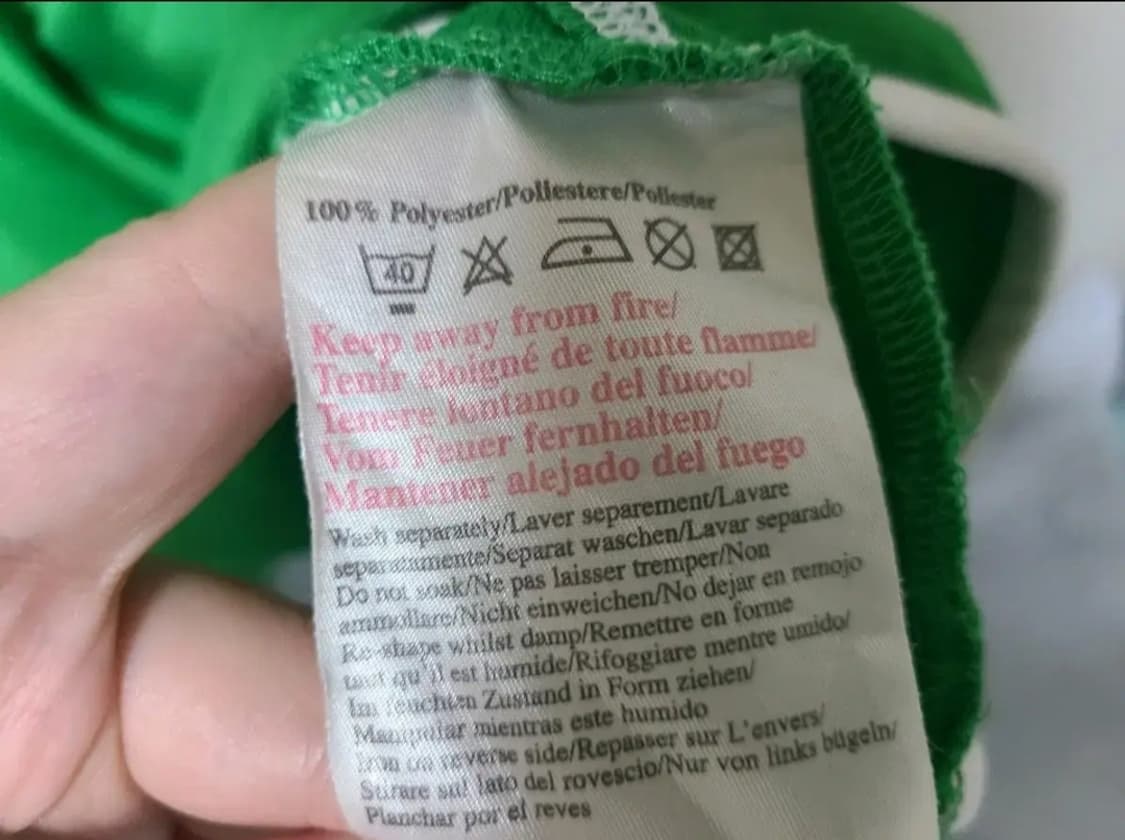 100% Polyester/Poliestere/Poliester
40
Keep away from fire/
Tenir éloigné de toute flamme/
Tenere lontano del fuoco/
Vom Feuer fernhalten/
Mantener alejado del fuego
Wash separately/Laver separement/Lavare
separatamente/Separat waschen/Lavar separado
Do not soak/Ne pas laisser tremper/Non
ammollare/Nicht einweichen/No dejar en remojo
Re-shape whilst damp/Remettre en forme
tant qu'il est humide/Rifoggiare mentre umido/
Im feuchten Zustand in Form ziehen/
Manipular mientras este humido
Iron on reverse side/Repasser sur L'envers/
Stirare sul lato del rovescio/Nur von links bügeln/
Planchar por el reves